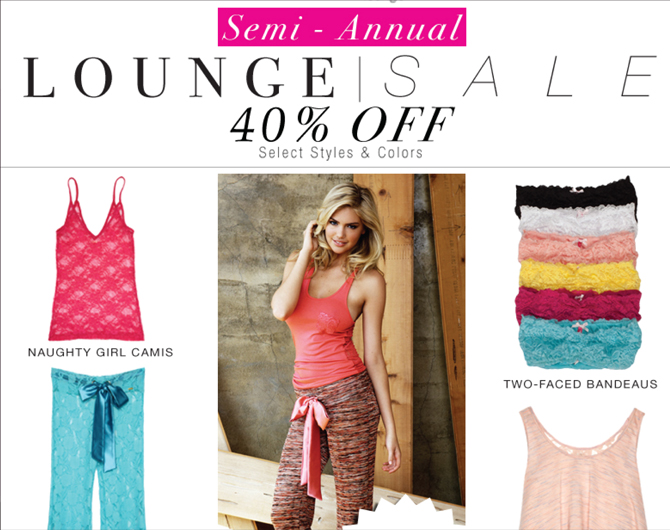 Semi - Annual
LOUNGE | SALE
40% OFF
Select Styles & Colors
NAUGHTY GIRL CAMIS
TWO-FACED BANDEAUS